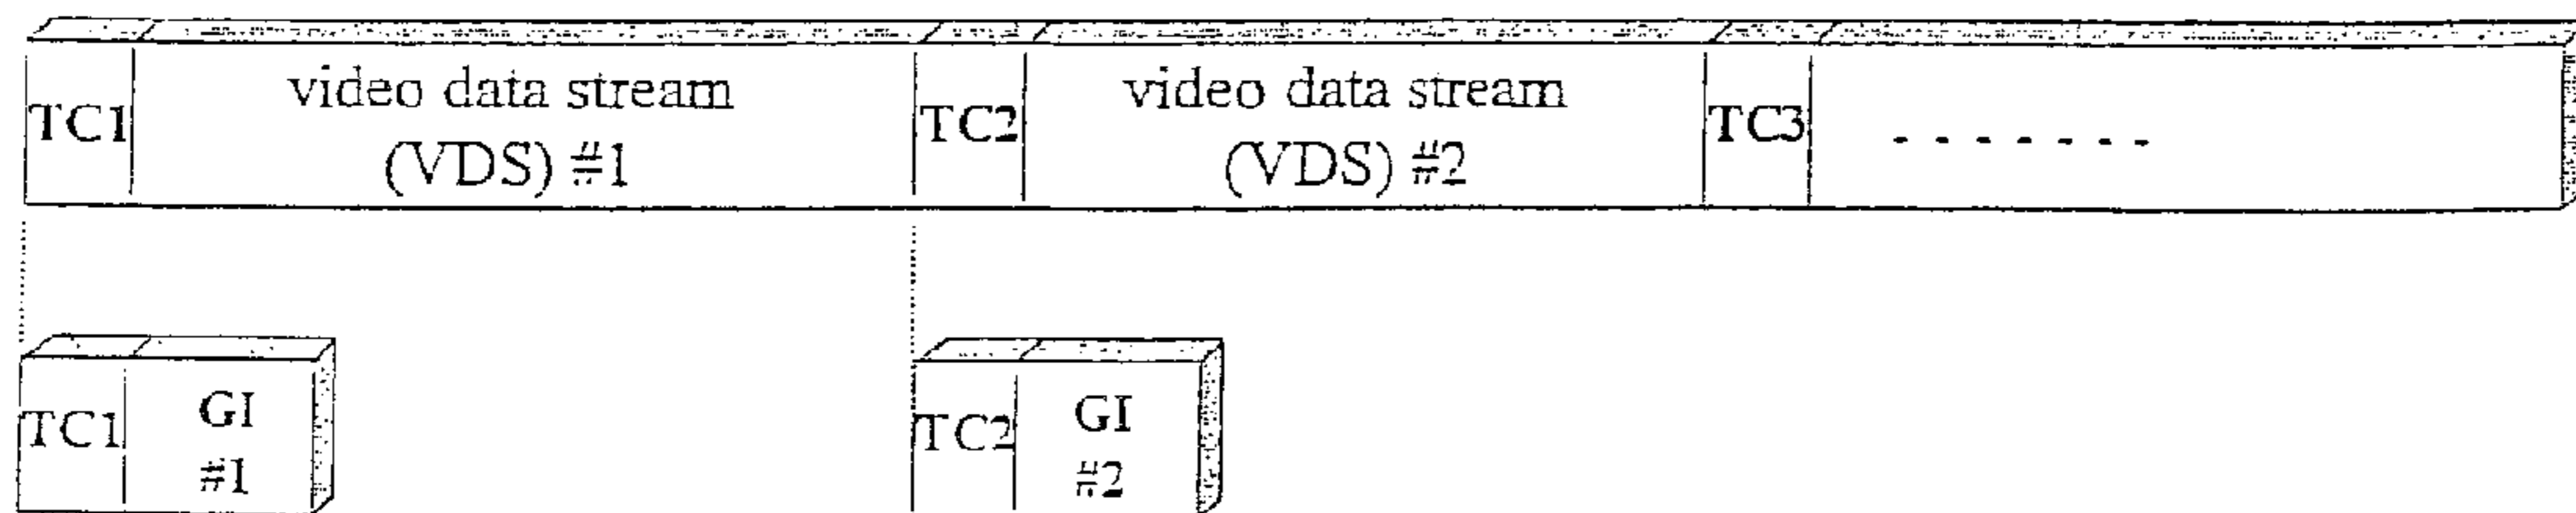 TC1
video data stream
(VDS) #1
TC2
video data stream
(VDS) #2
TC3
- - - - - - -
TC1
GI
#1
TC2
GI
#2